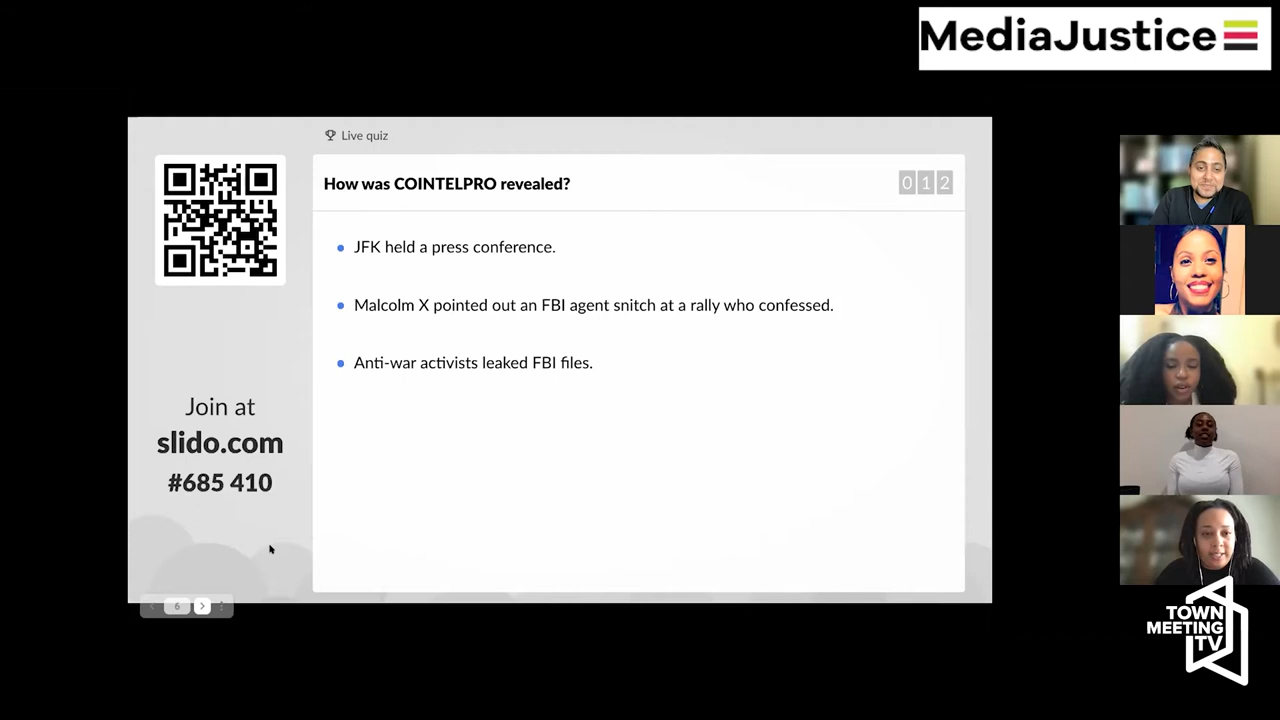 MediaJustice
Live quiz
How was COINTELPRO revealed?
0 1 2
JFK held a press conference.
Malcolm X pointed out an FBI agent snitch at a rally who confessed.
Anti-war activists leaked FBI files.
Join at
slido.com
#685 410
6
TOWN
MEETING
TV